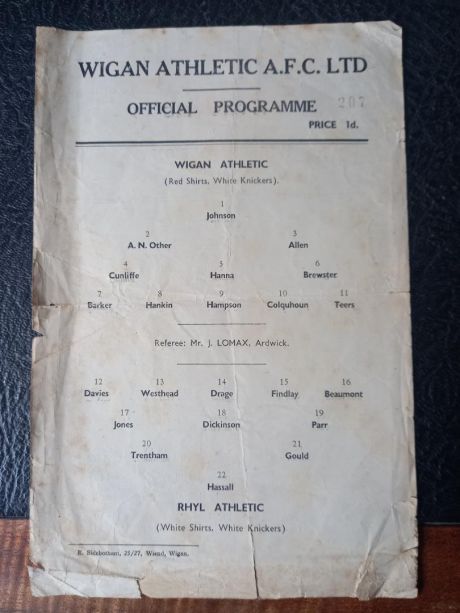 WIGAN ATHLETIC A.F.C. LTD
OFFICIAL PROGRAMME 207
PRICE 1d.
WIGAN ATHLETIC
(Red Shirts, White Knickers).
1
Johnson
2 3
A. N. Other Allen
4 5 6
Cunliffe Hanna Brewster
7 8 9 10 11
Barker Hankin Hampson Colquhoun Teers
Referee: Mr. J. LOMAX, Ardwick.
12 13 14 15 16
Davies Westhead Drage Findlay Beaumont
17 18 19
Jones Dickinson Parr
20 21
Trentham Gould
22
Hassall
RHYL ATHLETIC
(White Shirts, White Knickers)
R. Sidebotham, 25/27, Wiend, Wigan.